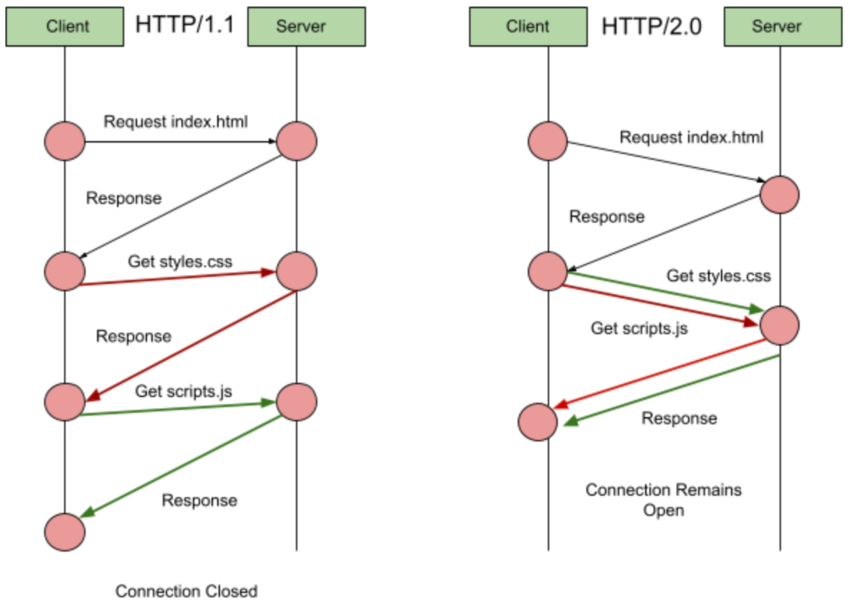 Client
HTTP/1.1
Server
Request index.html
Response
Get styles.css
Response
Get scripts.js
Response
Connection Closed
Client
HTTP/2.0
Server
Request index.html
Response
Get styles.css
Get scripts.js
Response
Connection Remains
Open